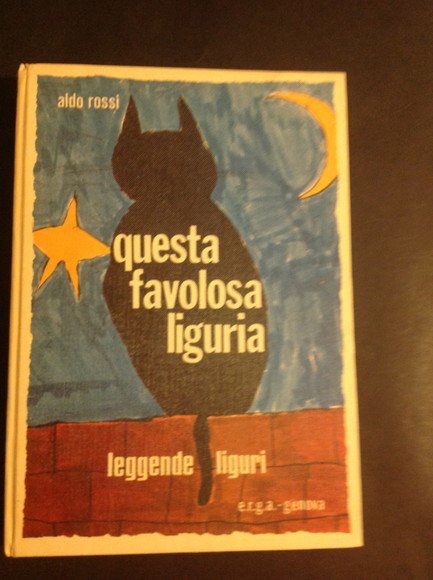 aldo rossi
questa
favolosa
liguria
leggende liguri
e.r.g.a.-genova